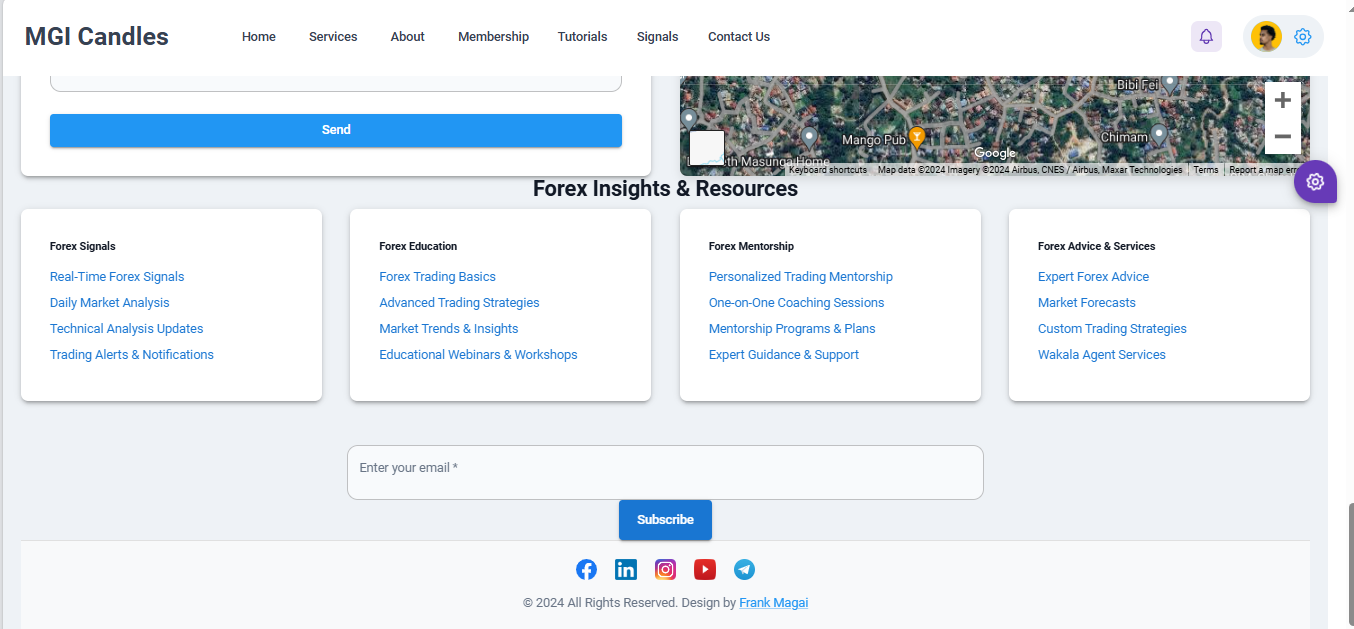 MGI Candles
Home Services About Membership Tutorials Signals Contact Us
Send
Bibi Fei
Mango Pub
Chimam
Masunga Home
Google
Keyboard shortcuts Map data ©2024 Imagery ©2024 Airbus, CNES / Airbus, Maxar Technologies Terms Report a map
Forex Insights & Resources
Forex Signals
Real-Time Forex Signals
Daily Market Analysis
Technical Analysis Updates
Trading Alerts & Notifications
Forex Education
Forex Trading Basics
Advanced Trading Strategies
Market Trends & Insights
Educational Webinars & Workshops
Forex Mentorship
Personalized Trading Mentorship
One-on-One Coaching Sessions
Mentorship Programs & Plans
Expert Guidance & Support
Forex Advice & Services
Expert Forex Advice
Market Forecasts
Custom Trading Strategies
Wakala Agent Services
Enter your email *
Subscribe
© 2024 All Rights Reserved. Design by Frank Magai